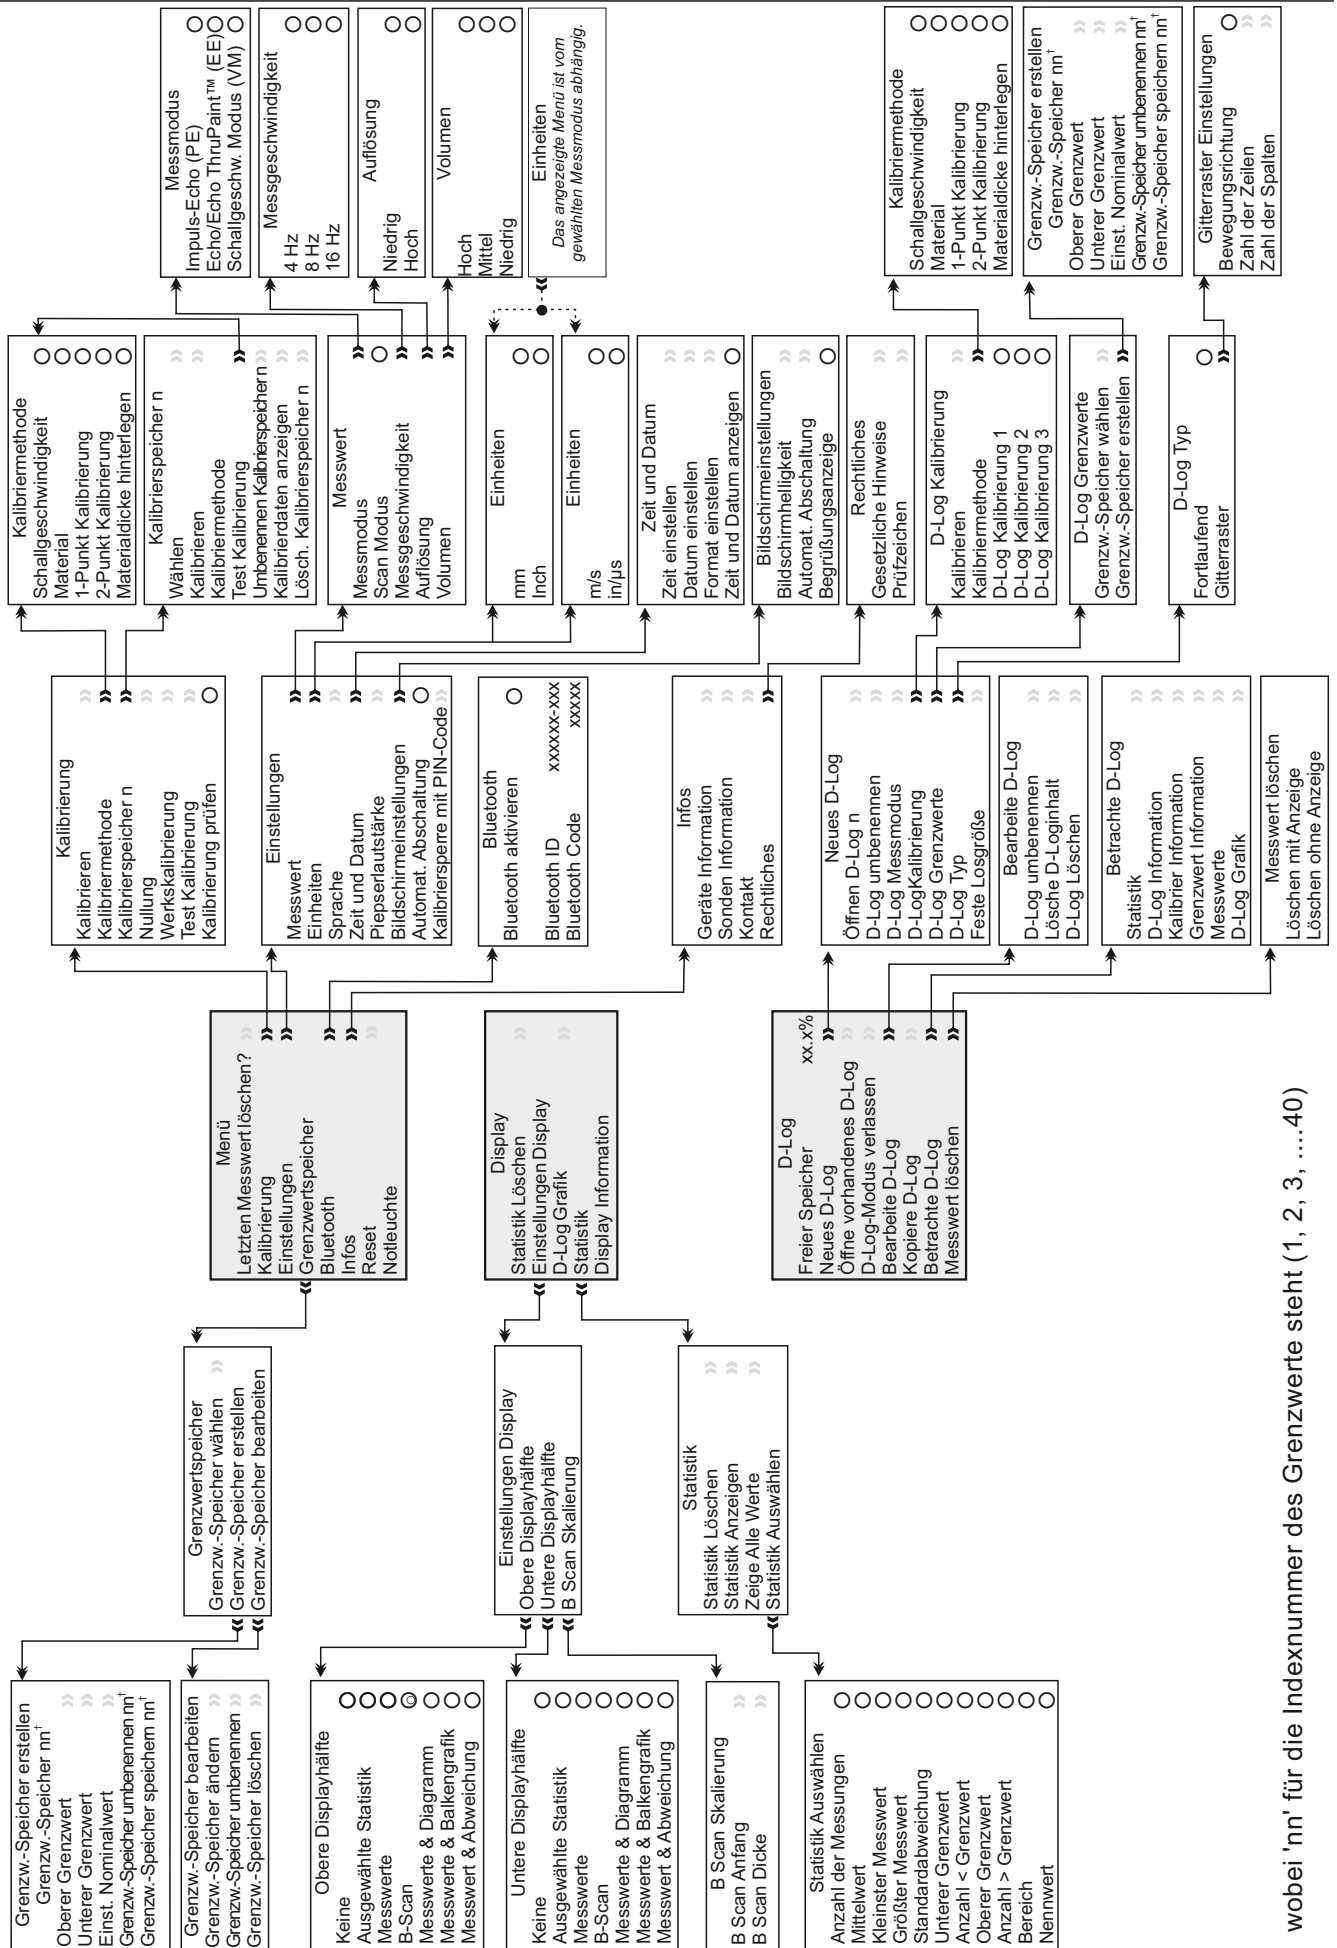 Grenzw.-Speicher erstellen
Grenzw.-Speicher nn†
Oberer Grenzwert
Unterer Grenzwert
Einst. Nominalwert
Grenzw.-Speicher umbenennen nn†
Grenzw.-Speicher speichern nn†
Grenzw.-Speicher bearbeiten
Grenzw.-Speicher ändern
Grenzw.-Speicher umbenennen
Grenzw.-Speicher löschen
Obere Displayhälfte
Keine
Ausgewählte Statistik
Messwerte
B-Scan
Messwerte & Diagramm
Messwerte & Balkengrafik
Messwert & Abweichung
Untere Displayhälfte
Keine
Ausgewählte Statistik
Messwerte
B-Scan
Messwerte & Diagramm
Messwerte & Balkengrafik
Messwert & Abweichung
B Scan Skalierung
B Scan Anfang
B Scan Dicke
Statistik Auswählen
Anzahl der Messungen
Mittelwert
Kleinster Messwert
Größter Messwert
Standardabweichung
Unterer Grenzwert
Anzahl < Grenzwert
Oberer Grenzwert
Anzahl > Grenzwert
Bereich
Nennwert
Grenzwertspeicher
Grenzw.-Speicher wählen
Grenzw.-Speicher erstellen
Grenzw.-Speicher bearbeiten
Einstellungen Display
Obere Displayhälfte
Untere Displayhälfte
B Scan Skalierung
Statistik
Statistik Löschen
Statistik Anzeigen
Zeige Alle Werte
Statistik Auswählen
Menü
Letzten Messwert löschen?
Kalibrierung
Einstellungen
Grenzwertspeicher
Bluetooth
Infos
Reset
Notleuchte
Display
Statistik Löschen
Einstellungen Display
D-Log Grafik
Statistik
Display Information
D-Log
Freier Speicher xx.x%
Neues D-Log
Öffne vorhandenes D-Log
D-Log-Modus verlassen
Bearbeite D-Log
Kopiere D-Log
Betrachte D-Log
Messwert löschen
Kalibrierung
Kalibrieren
Kalibriermethode
Kalibrierspeicher n
Nullung
Werkskalibrierung
Test Kalibrierung
Kalibrierung prüfen
Einstellungen
Messwert
Einheiten
Sprache
Zeit und Datum
Piepserlautstärke
Bildschirmeinstellungen
Automat. Abschaltung
Kalibriersperre mit PIN-Code
Bluetooth
Bluetooth aktivieren
Bluetooth ID xxxxxx-xxx
Bluetooth Code xxxxx
Infos
Geräte Information
Sonden Information
Kontakt
Rechtliches
Neues D-Log
Öffnen D-Log n
D-Log umbenennen
D-Log Messmodus
D-LogKalibrierung
D-Log Grenzwerte
D-Log Typ
Feste Losgröße
Bearbeite D-Log
D-Log umbenennen
Lösche D-Loginhalt
D-Log Löschen
Betrachte D-Log
Statistik
D-Log Information
Kalibrier Information
Grenzwert Information
Messwerte
D-Log Grafik
Messwert löschen
Löschen mit Anzeige
Löschen ohne Anzeige
Kalibriermethode
Schallgeschwindigkeit
Material
1-Punkt Kalibrierung
2-Punkt Kalibrierung
Materialdicke hinterlegen
Kalibrierspeicher n
Wählen
Kalibrieren
Kalibriermethode
Test Kalibrierung
Umbenennen Kalibrierspeichern
Kalibrierdaten anzeigen
Lösch. Kalibrierspeicher n
Messwert
Messmodus
Scan Modus
Messgeschwindigkeit
Auflösung
Volumen
Einheiten
mm
Inch
Einheiten
m/s
in/µs
Zeit und Datum
Zeit einstellen
Datum einstellen
Format einstellen
Zeit und Datum anzeigen
Bildschirmeinstellungen
Bildschirmhelligkeit
Automat. Abschaltung
Begrüßungsanzeige
Rechtliches
Gesetzliche Hinweise
Prüfzeichen
D-Log Kalibrierung
Kalibrieren
Kalibriermethode
D-Log Kalibrierung 1
D-Log Kalibrierung 2
D-Log Kalibrierung 3
D-Log Grenzwerte
Grenzw.-Speicher wählen
Grenzw.-Speicher erstellen
D-Log Typ
Fortlaufend
Gitterraster
Messmodus
Impuls-Echo (PE)
Echo/Echo ThruPaint™ (EE)
Schallgeschw. Modus (VM)
Messgeschwindigkeit
4 Hz
8 Hz
16 Hz
Auflösung
Niedrig
Hoch
Volumen
Hoch
Mittel
Niedrig
Einheiten
Das angezeigte Menü ist vom
gewählten Messmodus abhängig.
Kalibriermethode
Schallgeschwindigkeit
Material
1-Punkt Kalibrierung
2-Punkt Kalibrierung
Materialdicke hinterlegen
Grenzw.-Speicher erstellen
Grenzw.-Speicher nn†
Oberer Grenzwert
Unterer Grenzwert
Einst. Nominalwert
Grenzw.-Speicher umbenennen nn†
Grenzw.-Speicher speichern nn†
Gitterraster Einstellungen
Bewegungsrichtung
Zahl der Zeilen
Zahl der Spalten
wobei 'nn' für die Indexnummer des Grenzwerte steht (1, 2, 3, ....40)